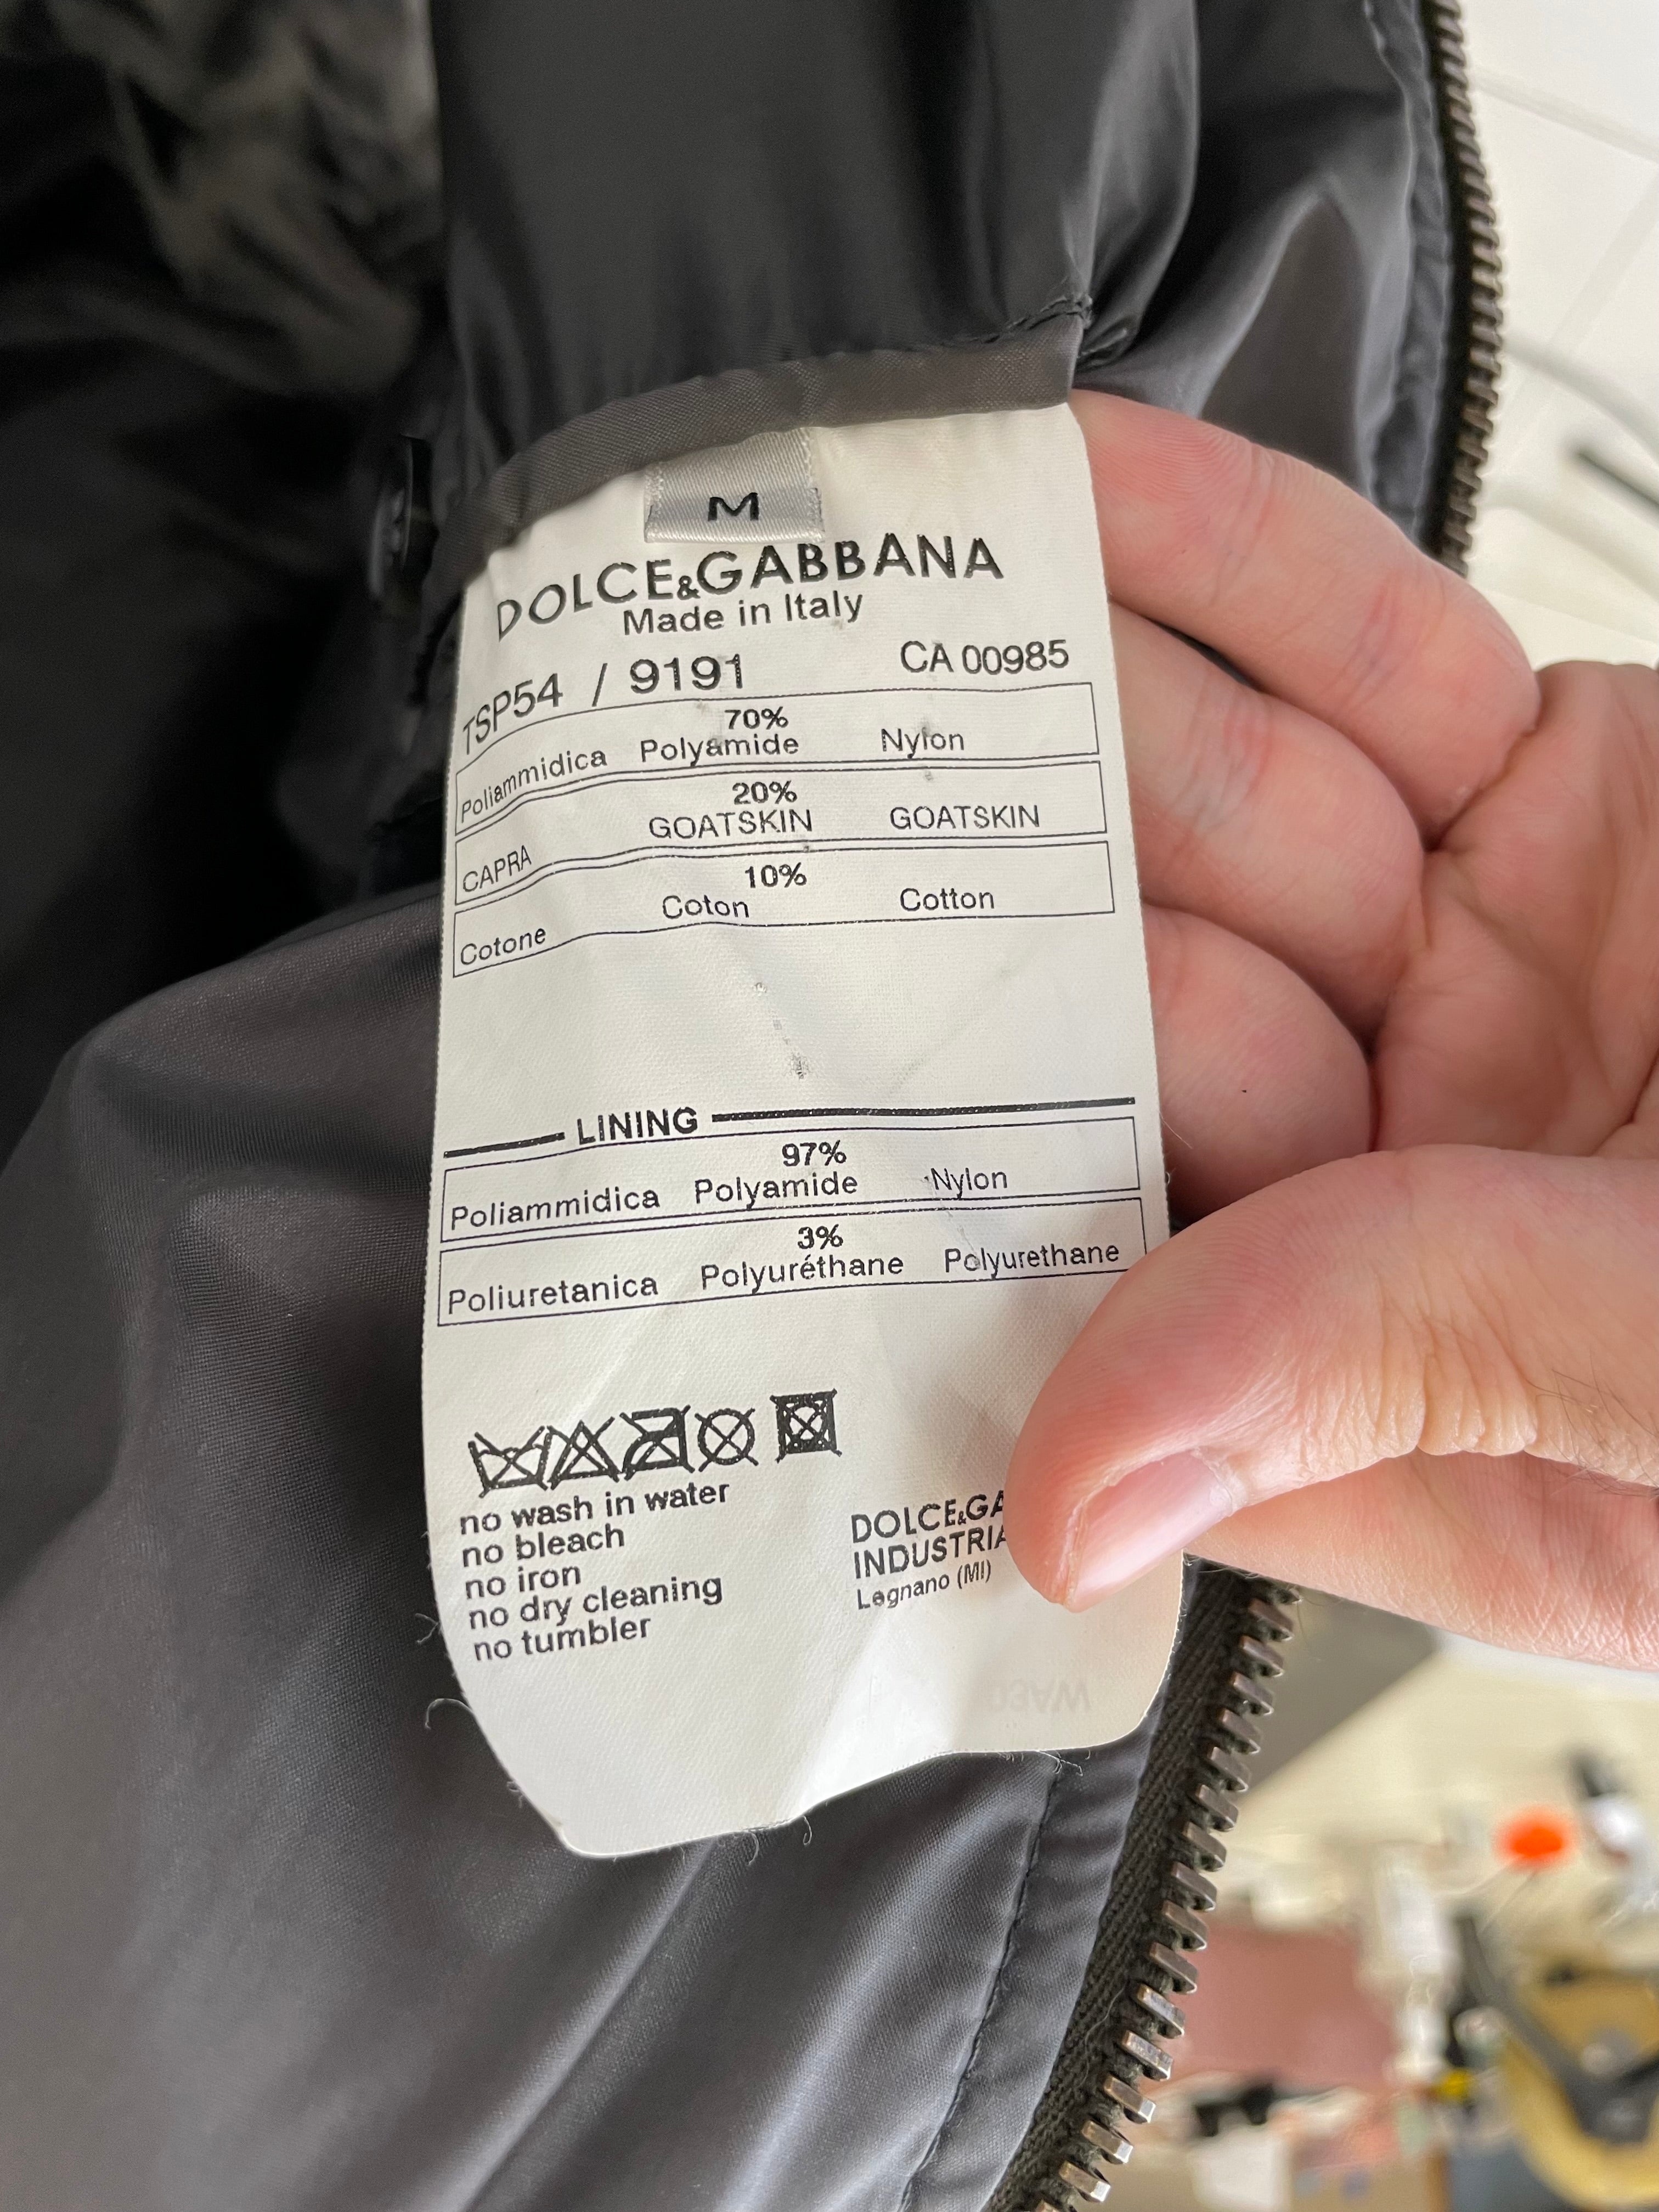 M
DOLCE&GABBANA
Made in Italy
TSP54 / 9191 CA 00985
70%
Poliammidica Polyamide Nylon
20%
CAPRA GOATSKIN GOATSKIN
10%
Cotone Coton Cotton
LINING
97%
Poliammidica Polyamide Nylon
3%
Poliuretanica Polyuréthane Polyurethane
no wash in water
no bleach
no iron
no dry cleaning
no tumbler
DOLCE&GA
INDUSTRIA
Legnano (MI)